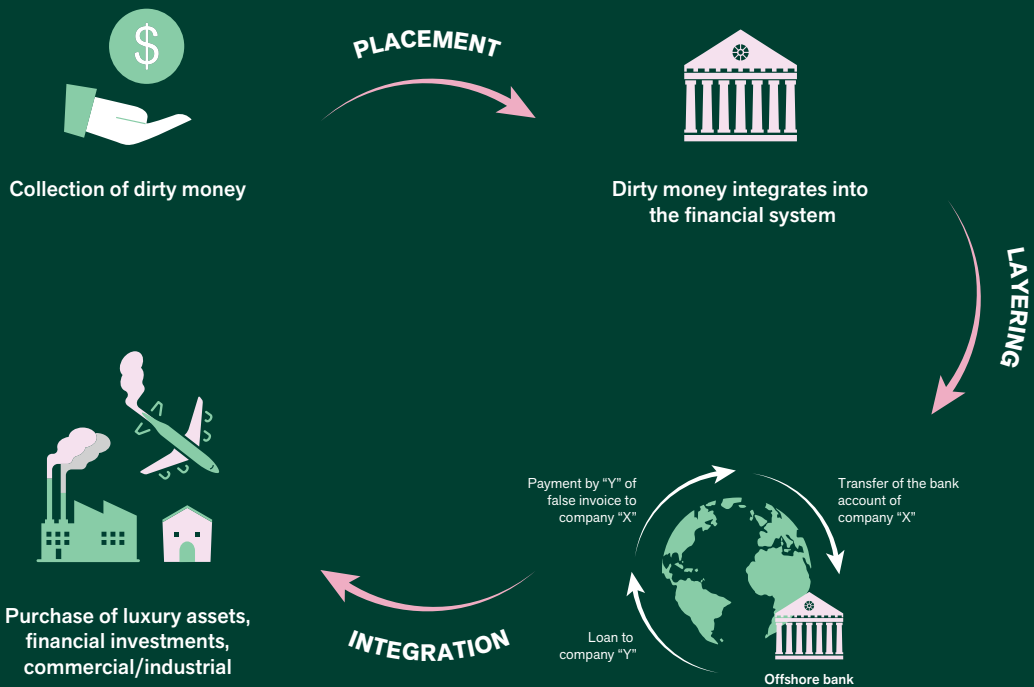 $
PLACEMENT
Collection of dirty money
Dirty money integrates into
the financial system
LAYERING
Payment by “Y” of
false invoice to
company “X”
Transfer of the bank
account of
company “X”
Loan to
company “Y”
Offshore bank
INTEGRATION
Purchase of luxury assets,
financial investments,
commercial/industrial